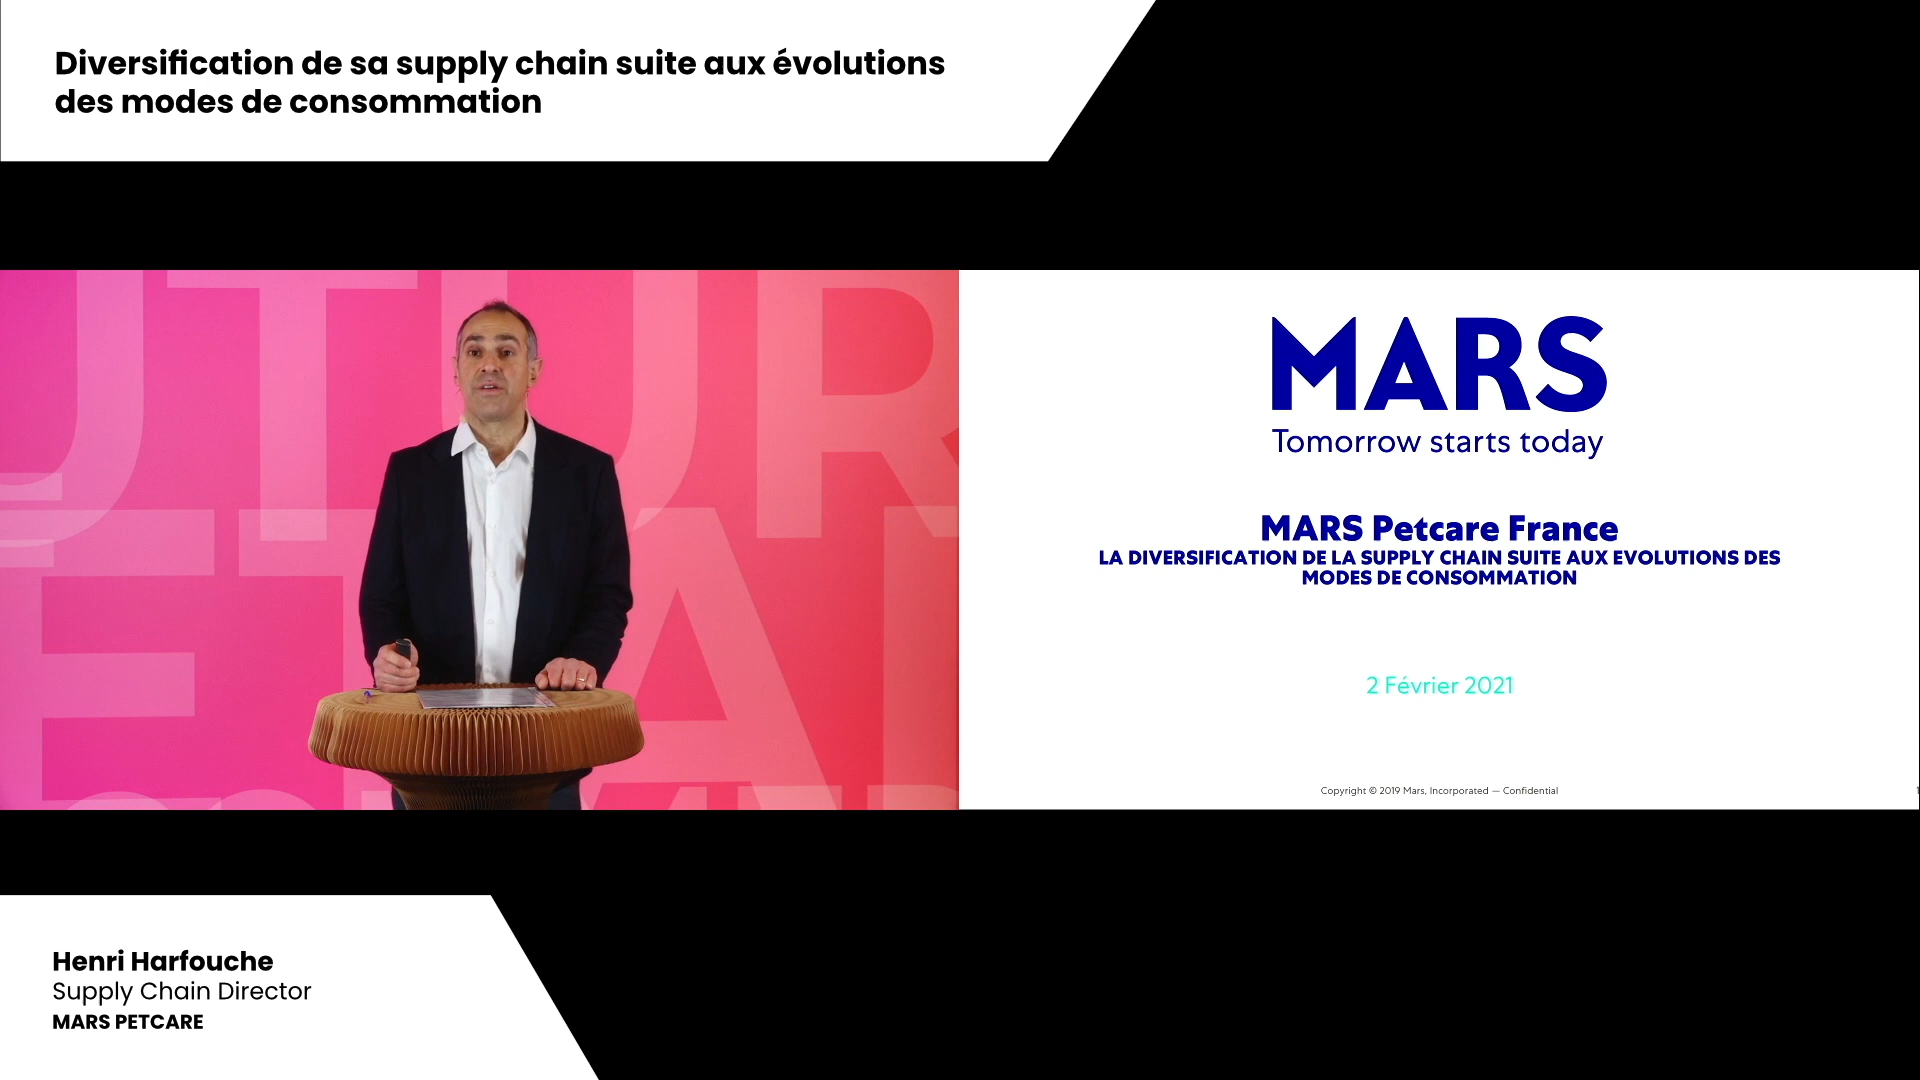 Diversification de sa supply chain suite aux évolutions
des modes de consommation
UTUR
ETAI
MARS
Tomorrow starts today
MARS Petcare France
LA DIVERSIFICATION DE LA SUPPLY CHAIN SUITE AUX EVOLUTIONS DES
MODES DE CONSOMMATION
2 Février 2021
Copyright © 2019 Mars, Incorporated — Confidential
Henri Harfouche
Supply Chain Director
MARS PETCARE